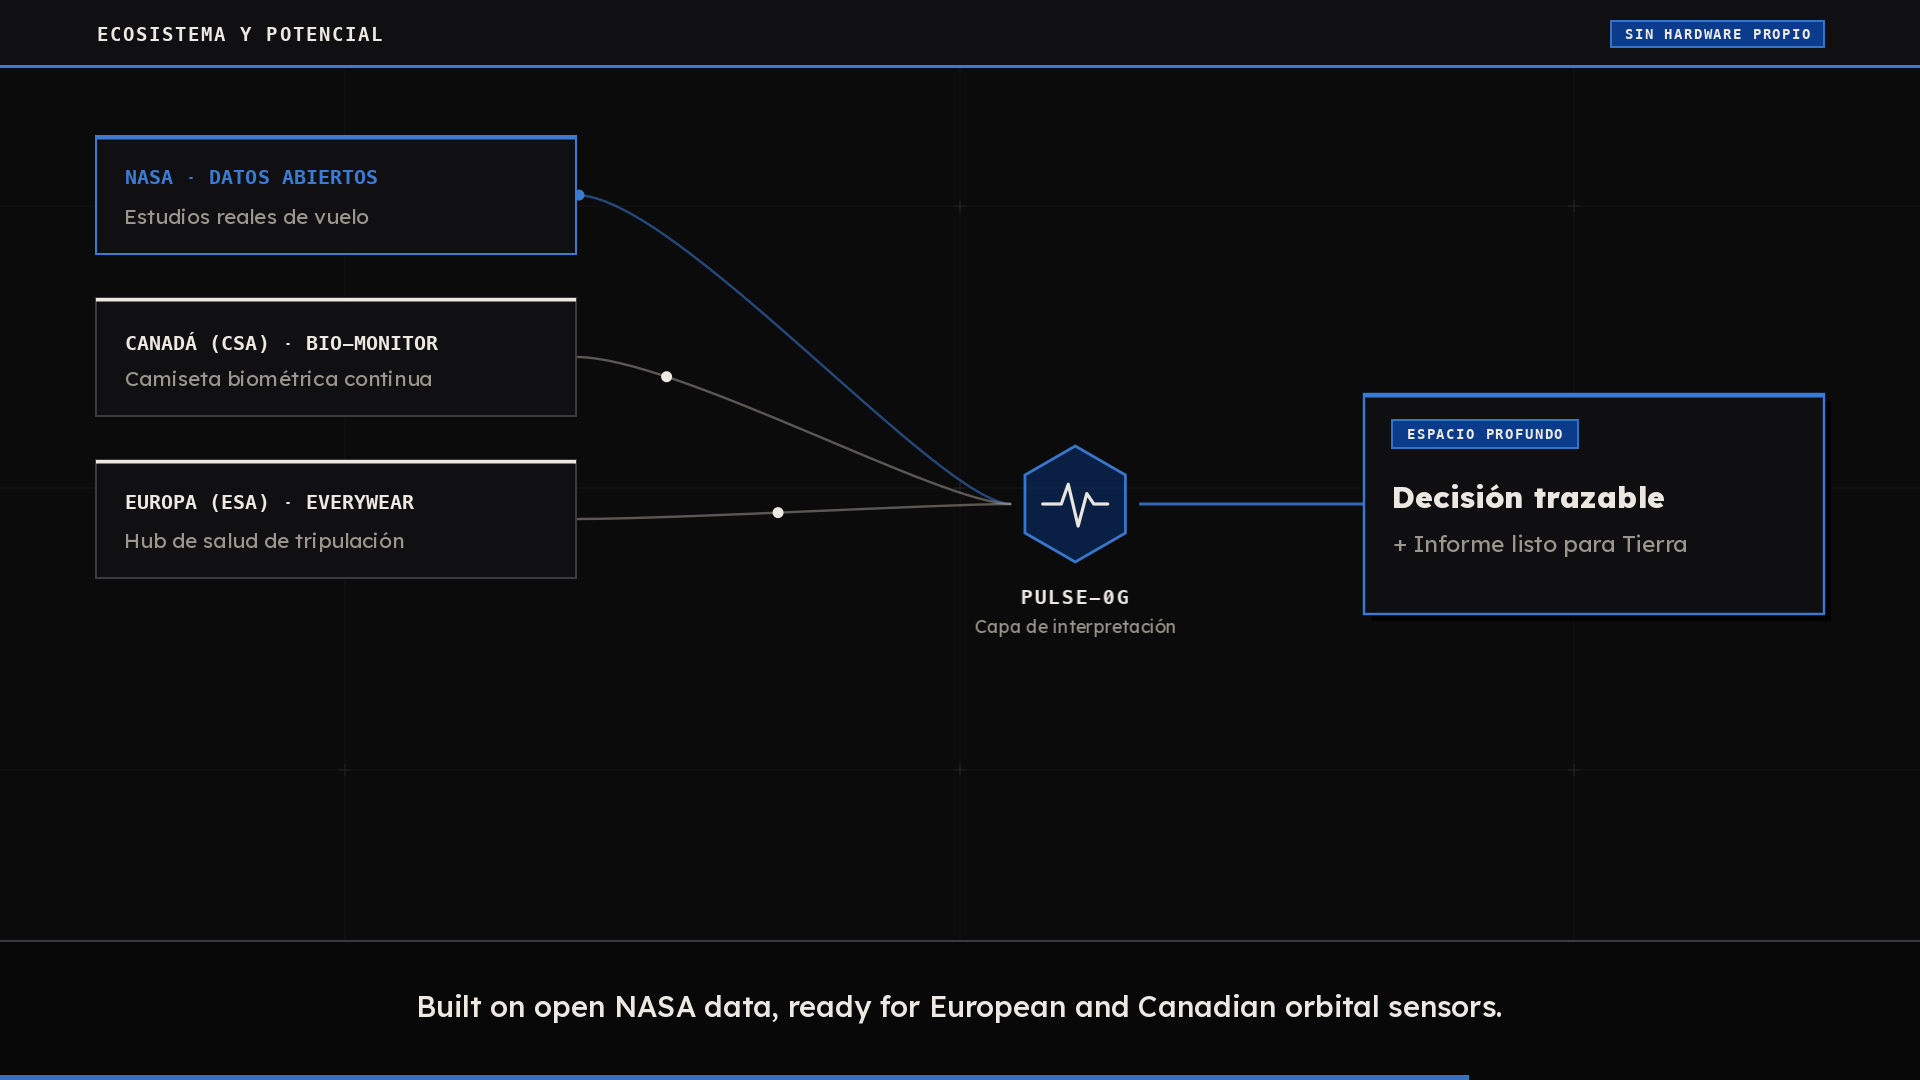 ECOSISTEMA Y POTENCIAL
SIN HARDWARE PROPIO
NASA · DATOS ABIERTOS
Estudios reales de vuelo
CANADÁ (CSA) · BIO—MONITOR
Camiseta biométrica continua
EUROPA (ESA) · EVERYWEAR
Hub de salud de tripulación
PULSE—0G
Capa de interpretación
ESPACIO PROFUNDO
Decisión trazable
+ Informe listo para Tierra
Built on open NASA data, ready for European and Canadian orbital sensors.